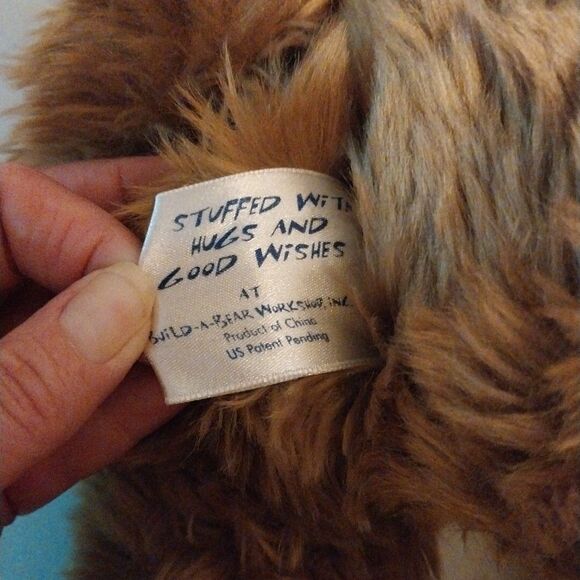 STUFFED WITH
HUGS AND
GOOD WISHES
AT
BUILD-A-BEAR WORKSHOP, INC.
Product of China
US Patent Pending